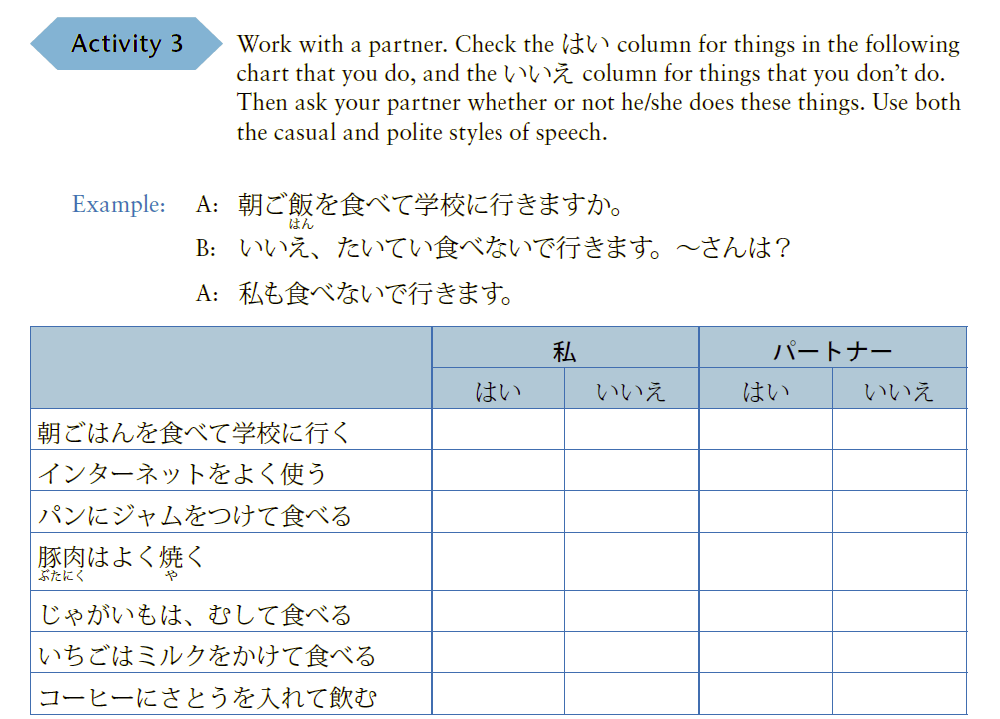 Activity 3
Work with a partner. Check the はい column for things in the following
chart that you do, and the いいえ column for things that you don't do.
Then ask your partner whether or not he/she does these things. Use both
the casual and polite styles of speech.
Example: A: 朝ご飯を食べて学校に行きますか。
はん
B: いいえ、たいてい食べないで行きます。～さんは？
A: 私も食べないで行きます。
私 パートナー
はい いいえ はい いいえ
朝ごはんを食べて学校に行く
インターネットをよく使う
パンにジャムをつけて食べる
豚肉はよく焼く
ぶたにく や
じゃがいもは、むして食べる
いちごはミルクをかけて食べる
コーヒーにさとうを入れて飲む